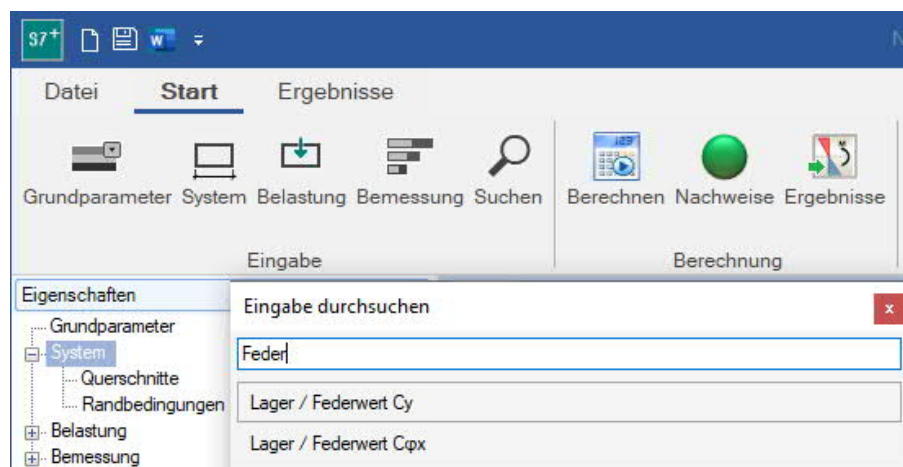 S7+
W
Datei Start Ergebnisse
Grundparameter System Belastung Bemessung Suchen Berechnen Nachweise Ergebnisse
Eingabe Berechnung
Eigenschaften
Grundparameter
System
Querschnitte
Randbedingungen
Belastung
Bemessung
Eingabe durchsuchen
x
Feder
Lager / Federwert Cy
Lager / Federwert Cφx